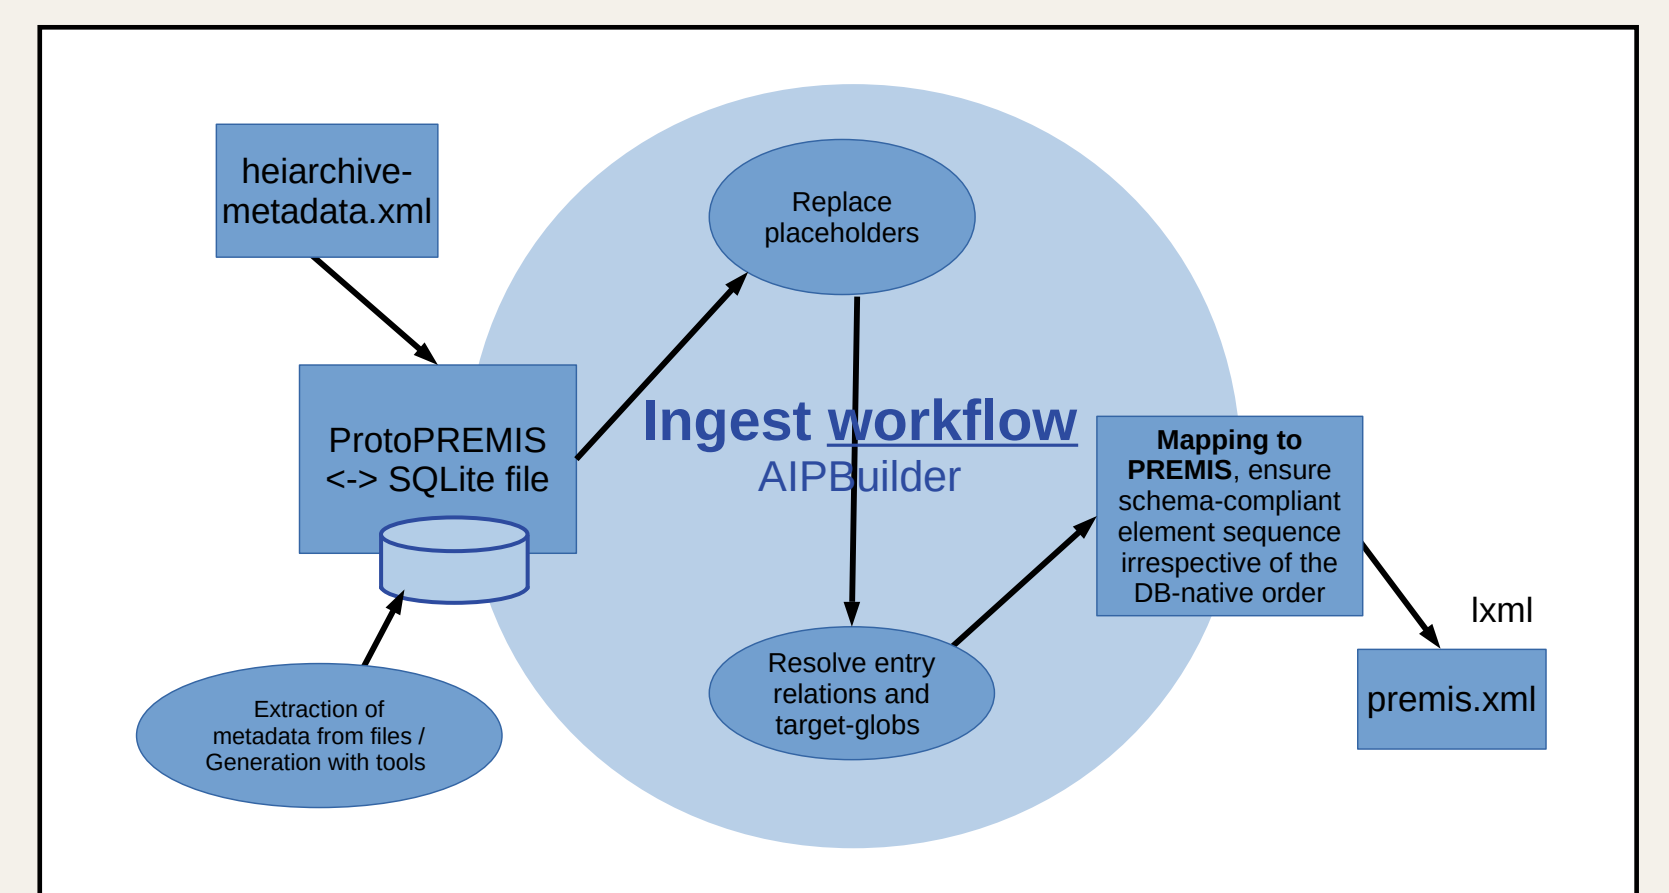 heiarchive-
metadata.xml
Replace
placeholders
ProtoPREMIS
<-> SQLite file
Ingest workflow
AIPBuilder
Mapping to
PREMIS, ensure
schema-compliant
element sequence
irrespective of the
DB-native order
Extraction of
metadata from files /
Generation with tools
Resolve entry
relations and
target-globs
lxml
premis.xml